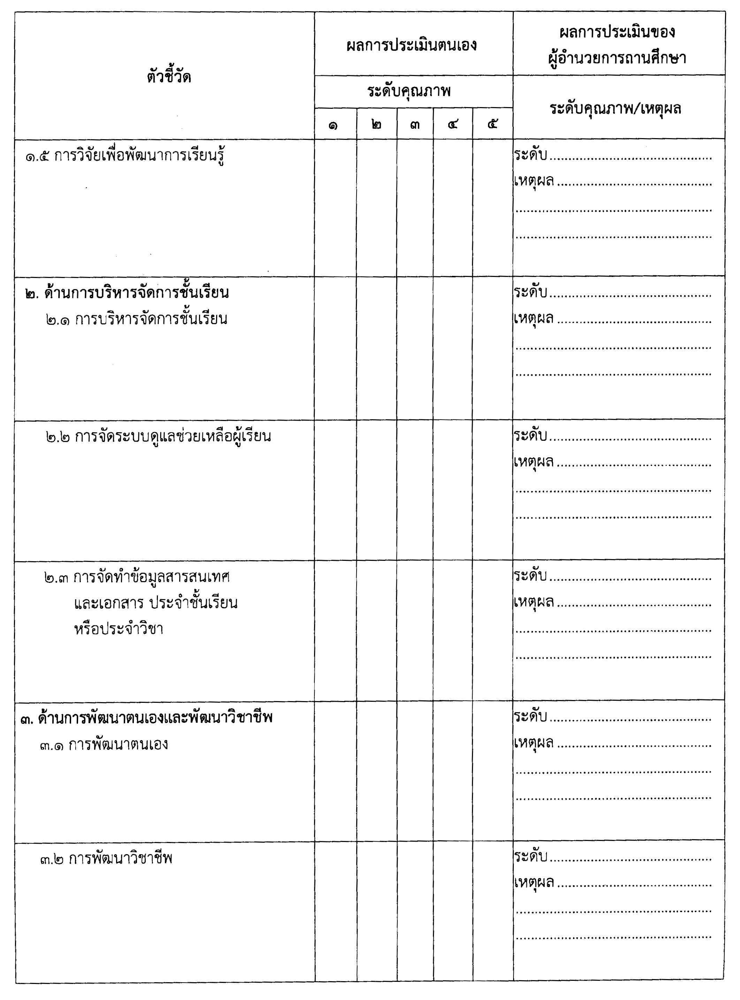 ตัวชี้วัด
ผลการประเมินตนเอง
ผลการประเมินของ
ผู้อำนวยการถานศึกษา
ระดับคุณภาพ
ระดับคุณภาพ/เหตุผล
๑ ๒ ๓ ๔ ๕
๑.๕ การวิจัยเพื่อพัฒนาการเรียนรู้
ระดับ..........................................
เหตุผล........................................
..................................................
..................................................
๒. ด้านการบริหารจัดการชั้นเรียน
๒.๑ การบริหารจัดการชั้นเรียน
ระดับ..........................................
เหตุผล........................................
..................................................
..................................................
๒.๒ การจัดระบบดูแลช่วยเหลือผู้เรียน
ระดับ..........................................
เหตุผล........................................
..................................................
..................................................
๒.๓ การจัดทำข้อมูลสารสนเทศ
และเอกสาร ประจำชั้นเรียน
หรือประจำวิชา
ระดับ..........................................
เหตุผล........................................
..................................................
..................................................
๓. ด้านการพัฒนาตนเองและพัฒนาวิชาชีพ
๓.๑ การพัฒนาตนเอง
ระดับ..........................................
เหตุผล........................................
..................................................
..................................................
๓.๒ การพัฒนาวิชาชีพ
ระดับ..........................................
เหตุผล........................................
..................................................
..................................................